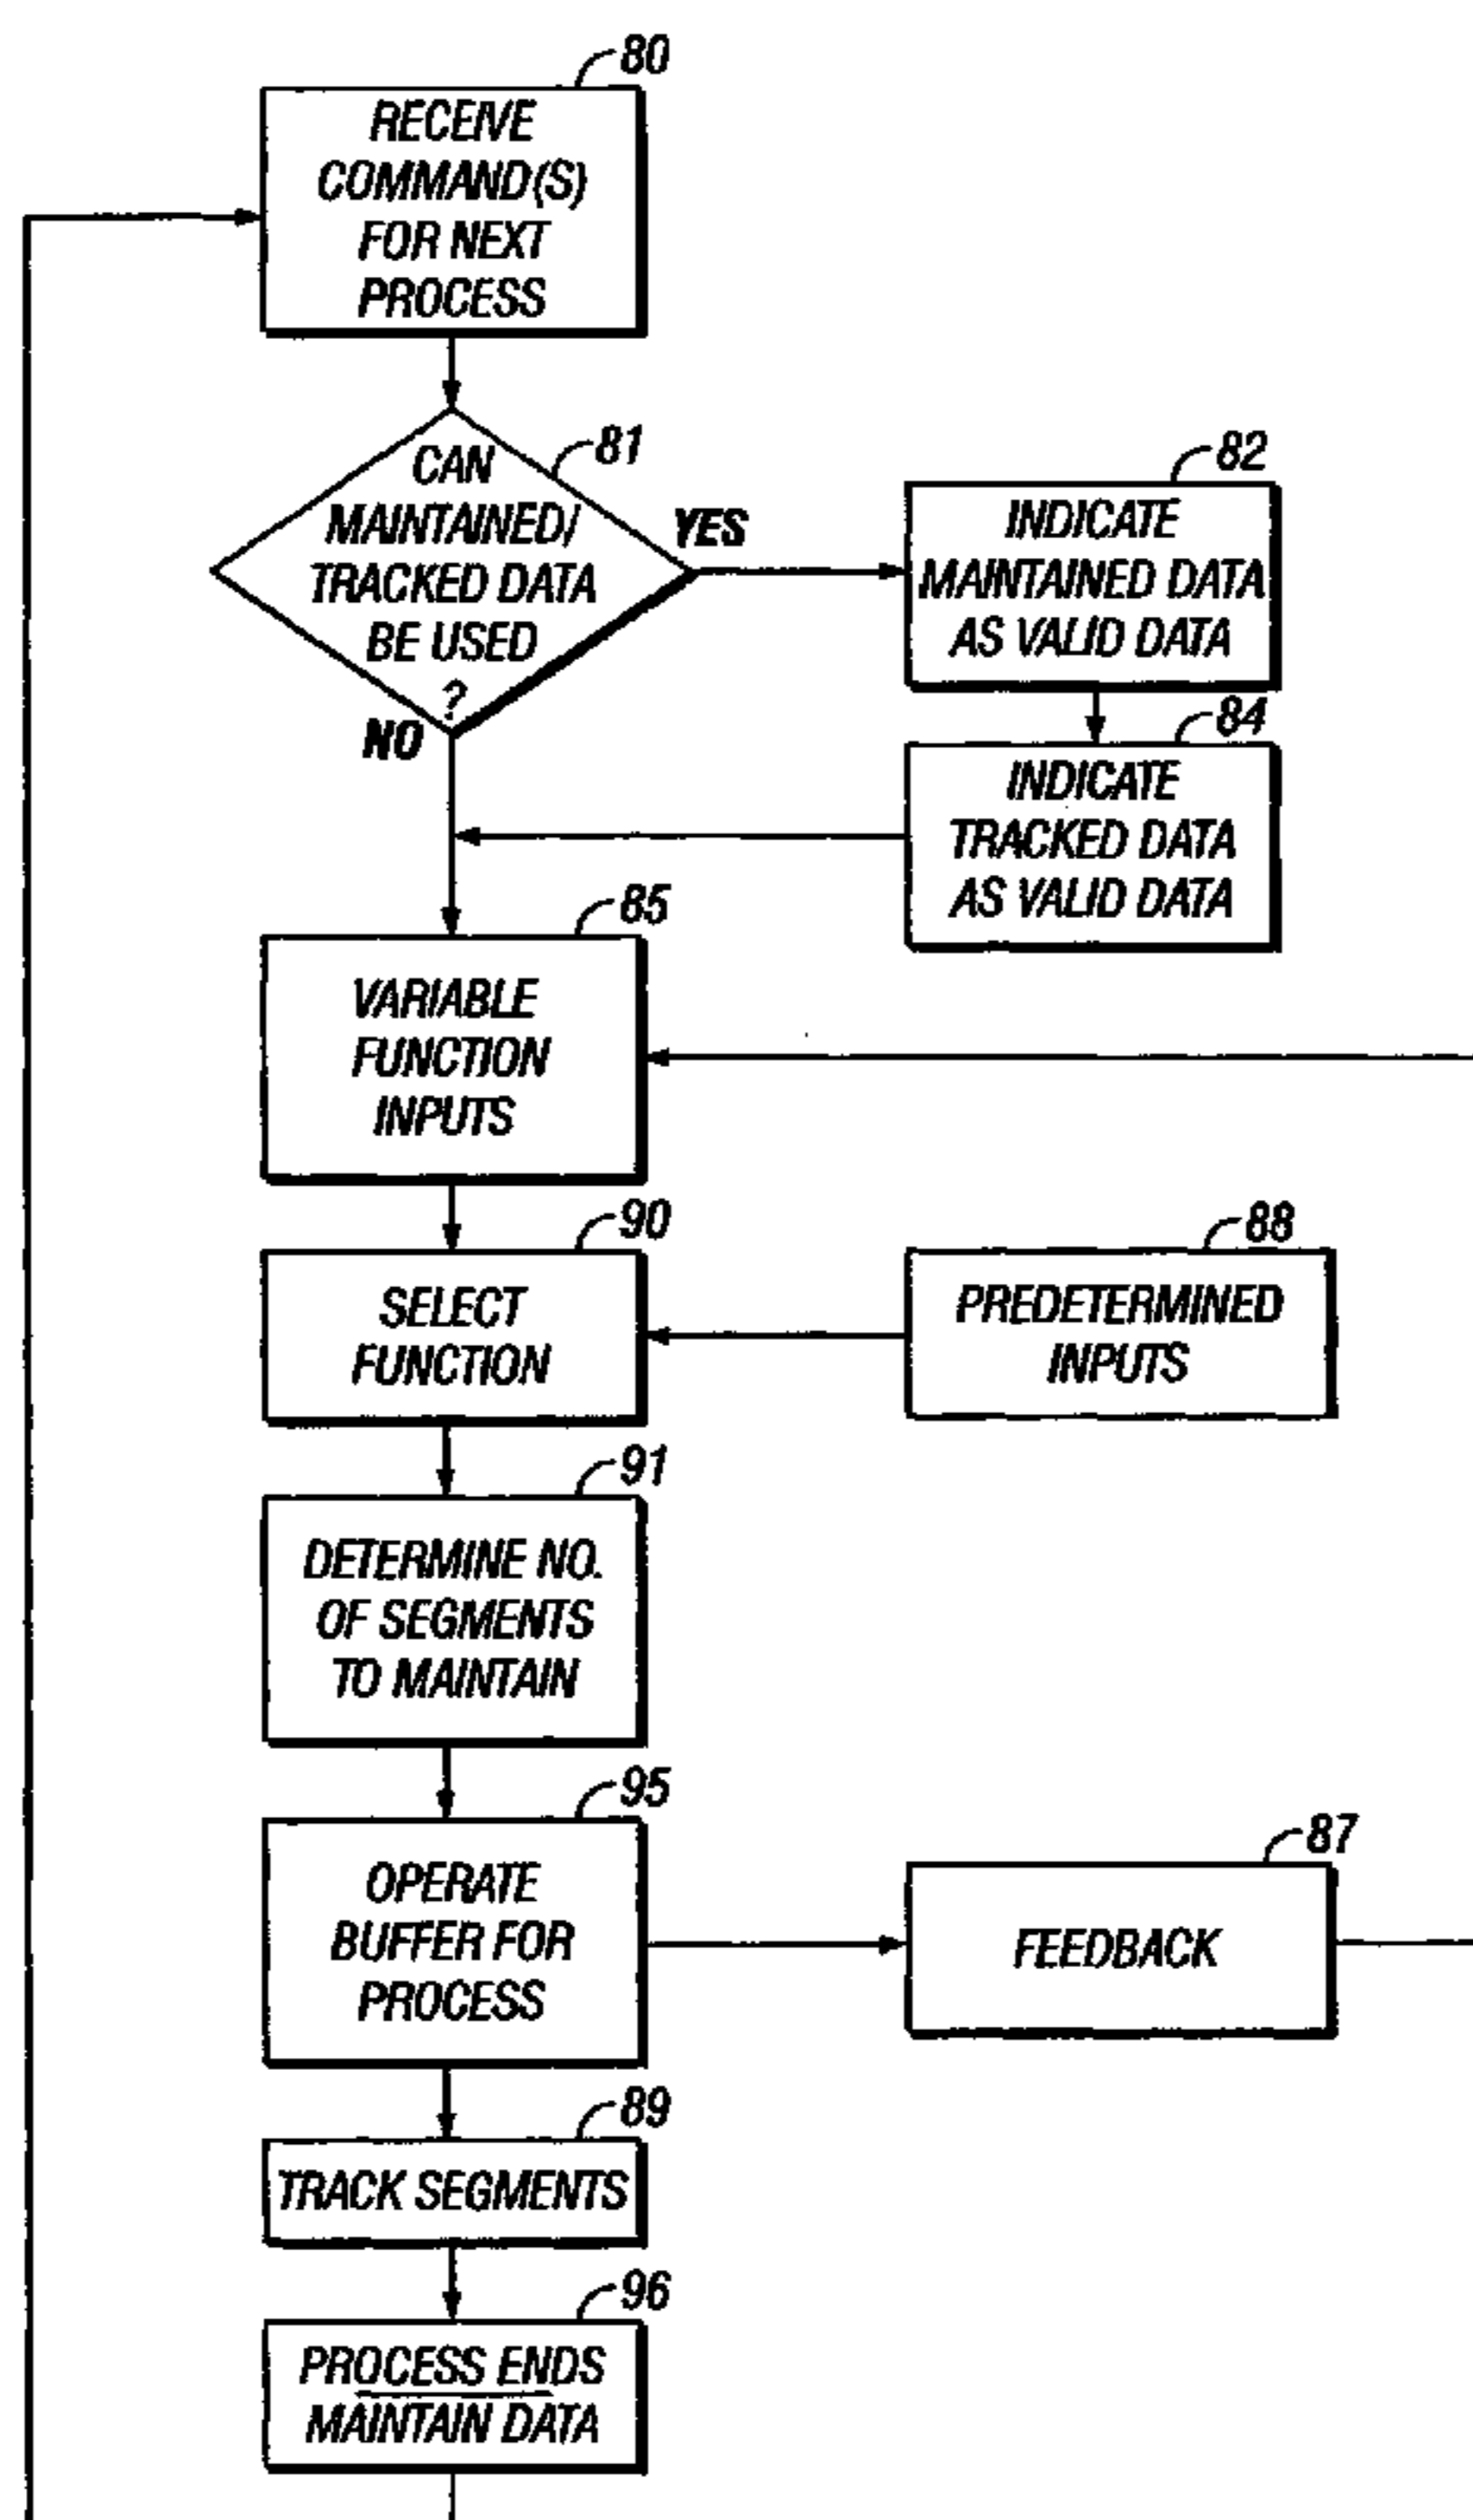 80
RECEIVE
COMMAND(S)
FOR NEXT
PROCESS
81
CAN
MAINTAINED/
TRACKED DATA
BE USED
?
YES
NO
82
INDICATE
MAINTAINED DATA
AS VALID DATA
84
INDICATE
TRACKED DATA
AS VALID DATA
85
VARIABLE
FUNCTION
INPUTS
90
SELECT
FUNCTION
88
PREDETERMINED
INPUTS
91
DETERMINE NO.
OF SEGMENTS
TO MAINTAIN
95
OPERATE
BUFFER FOR
PROCESS
87
FEEDBACK
89
TRACK SEGMENTS
96
PROCESS ENDS
MAINTAIN DATA